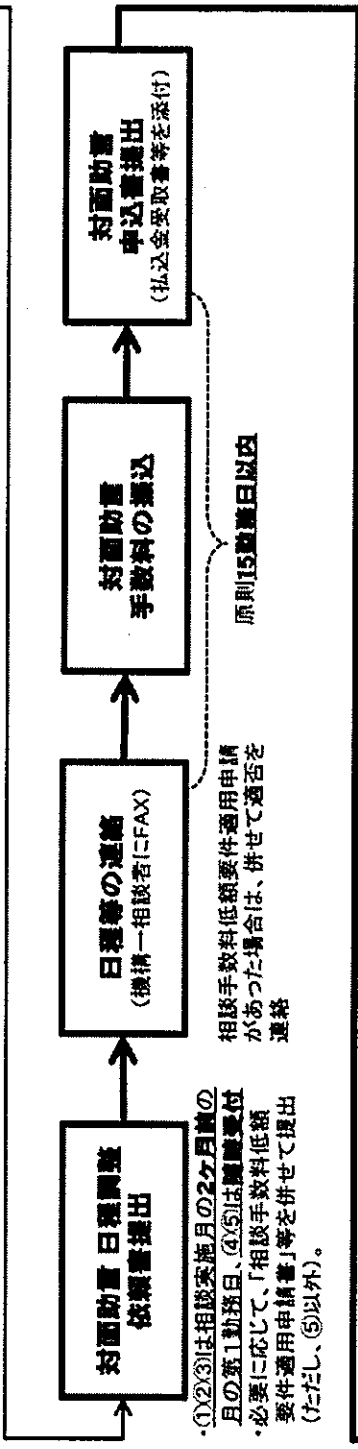 対面助言 日程調整
依頼書提出
・①②③は相談実施月の2ヶ月前の
月の第1勤務日、④⑤は随時受付
・必要に応じて、「相談手数料低額
要件適用申請書」等を併せて提出
(ただし、⑤以外)。
日程等の連絡
(機構→相談者にFAX)
相談手数料低額要件適用申請
があった場合は、併せて適否を
連絡
対面助言
手数料の振込
原則15勤務日以内
対面助言
申込書提出
(払込金受取書等を添付)